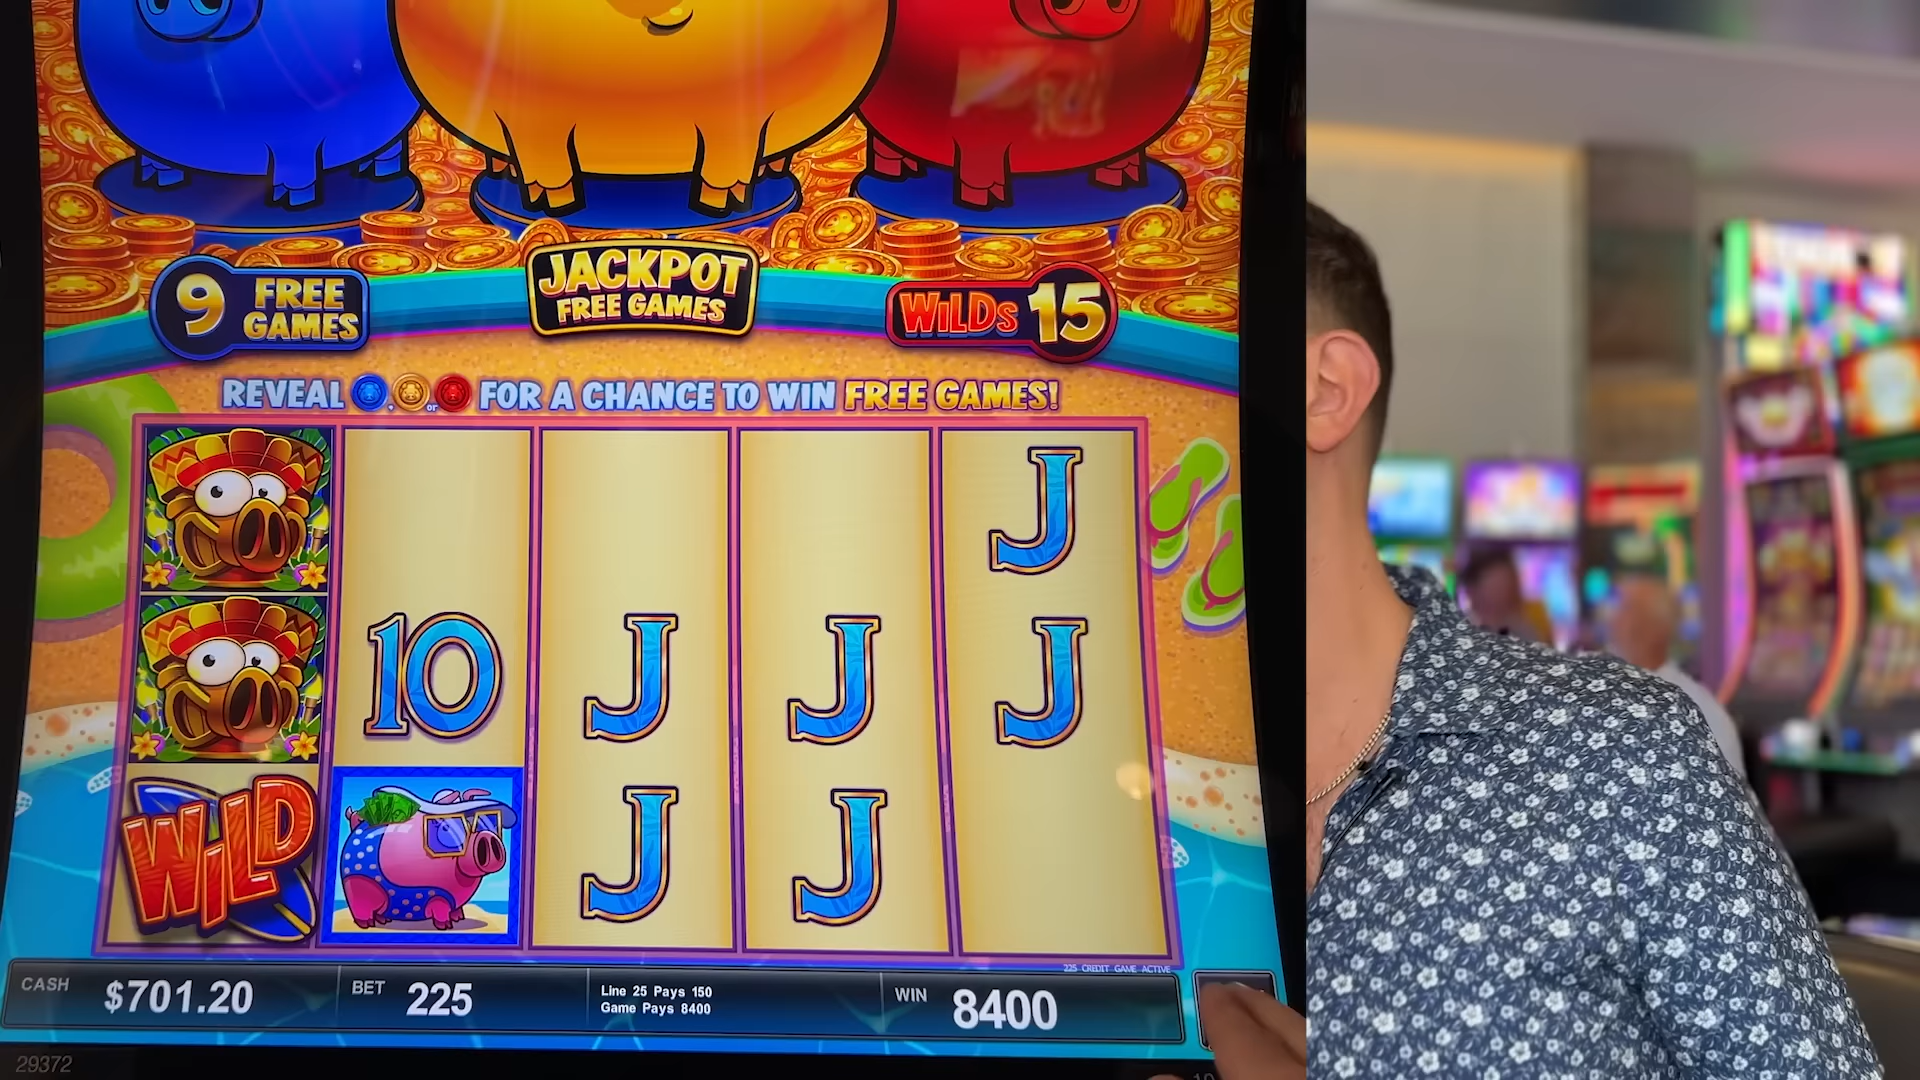 9 FREE GAMES
JACKPOT FREE GAMES
WILDS 15
REVEAL , or FOR A CHANCE TO WIN FREE GAMES!
J
10 J J J
WILD J J
225 CREDIT GAME ACTIVE
CASH $701.20
BET 225
Line 25 Pays 150
Game Pays 8400
WIN 8400
29372